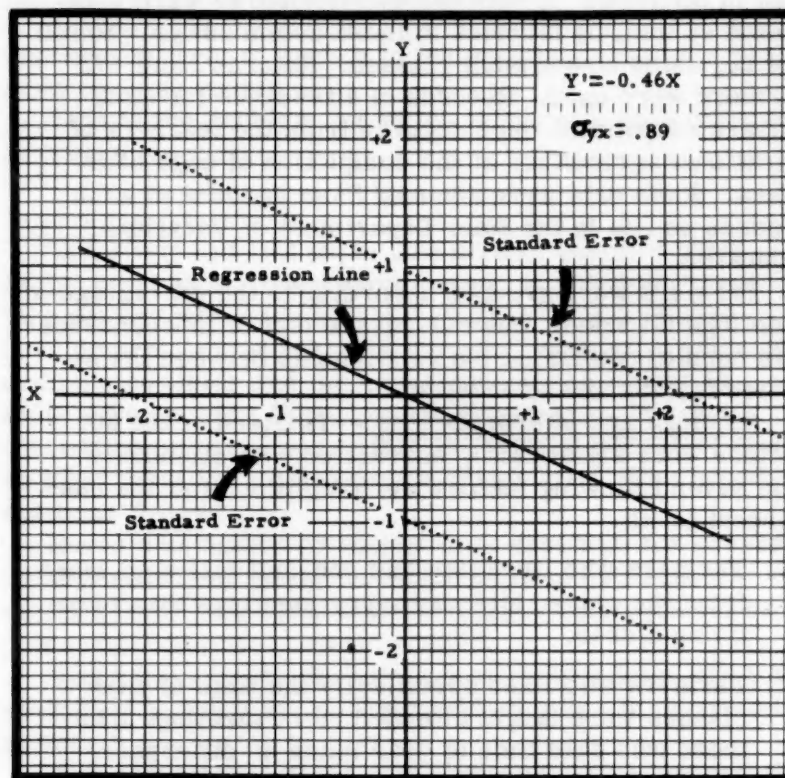 Y
Y'=-0.46X
σyx= .89
+2
Standard Error
+1
Regression Line
X
-2
-1
+1
+2
Standard Error
-1
-2